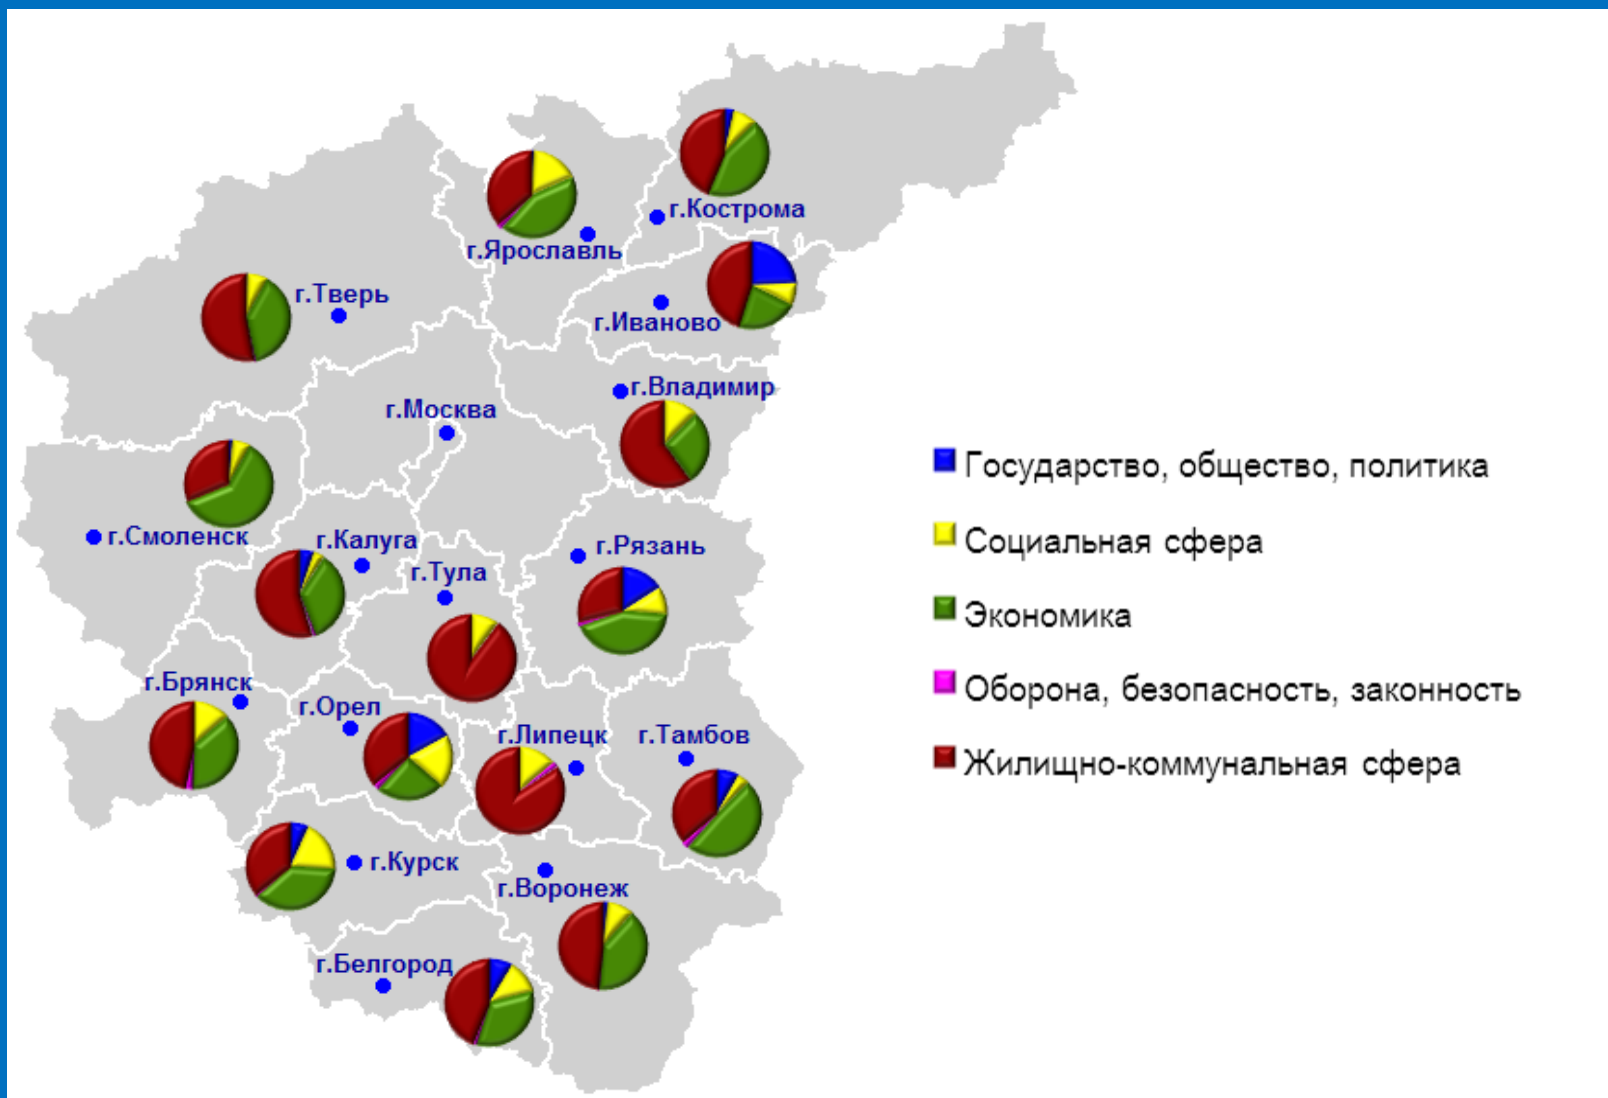 г.Кострома
г.Ярославль
г.Тверь
г.Иваново
г.Владимир
г.Москва
г.Смоленск
г.Калуга
г.Рязань
г.Тула
г.Брянск
г.Орел
г.Липецк
г.Тамбов
г.Курск
г.Воронеж
г.Белгород
Государство, общество, политика
Социальная сфера
Экономика
Оборона, безопасность, законность
Жилищно-коммунальная сфера